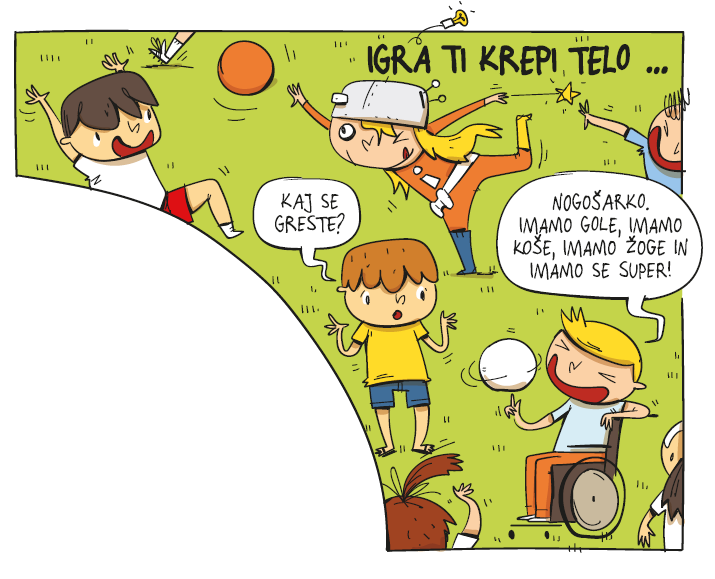 IGRA TI KREPI TELO ...
KAJ SE
GRESTE?
NOGOŠARKO.
IMAMO GOLE, IMAMO
KOŠE, IMAMO ŽOGE IN
IMAMO SE SUPER!